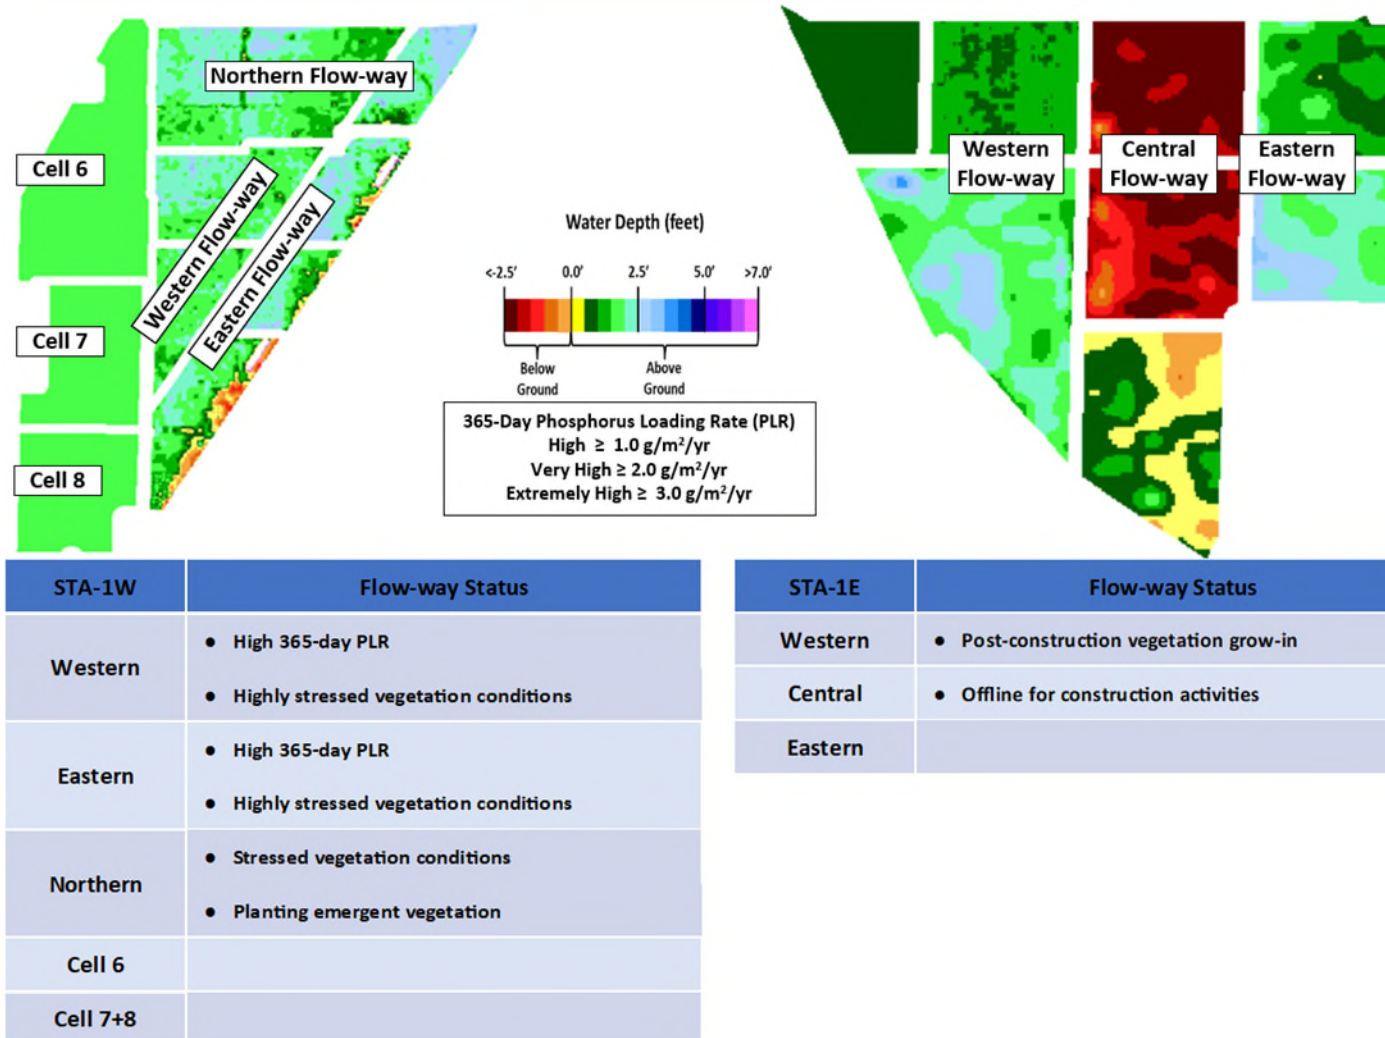 Northern Flow-way
Cell 6
Western Flow-way
Eastern Flow-way
Cell 7
Cell 8
Water Depth (feet)
<-2.5' 0.0' 2.5' 5.0' >7.0'
Below
Ground
Above
Ground
365-Day Phosphorus Loading Rate (PLR)
High ≥ 1.0 g/m²/yr
Very High ≥ 2.0 g/m²/yr
Extremely High ≥ 3.0 g/m²/yr
Western
Flow-way
Central
Flow-way
Eastern
Flow-way
STA-1W Flow-way Status
Western
● High 365-day PLR
● Highly stressed vegetation conditions
Eastern
● High 365-day PLR
● Highly stressed vegetation conditions
Northern
● Stressed vegetation conditions
● Planting emergent vegetation
Cell 6
Cell 7+8
STA-1E Flow-way Status
Western ● Post-construction vegetation grow-in
Central ● Offline for construction activities
Eastern